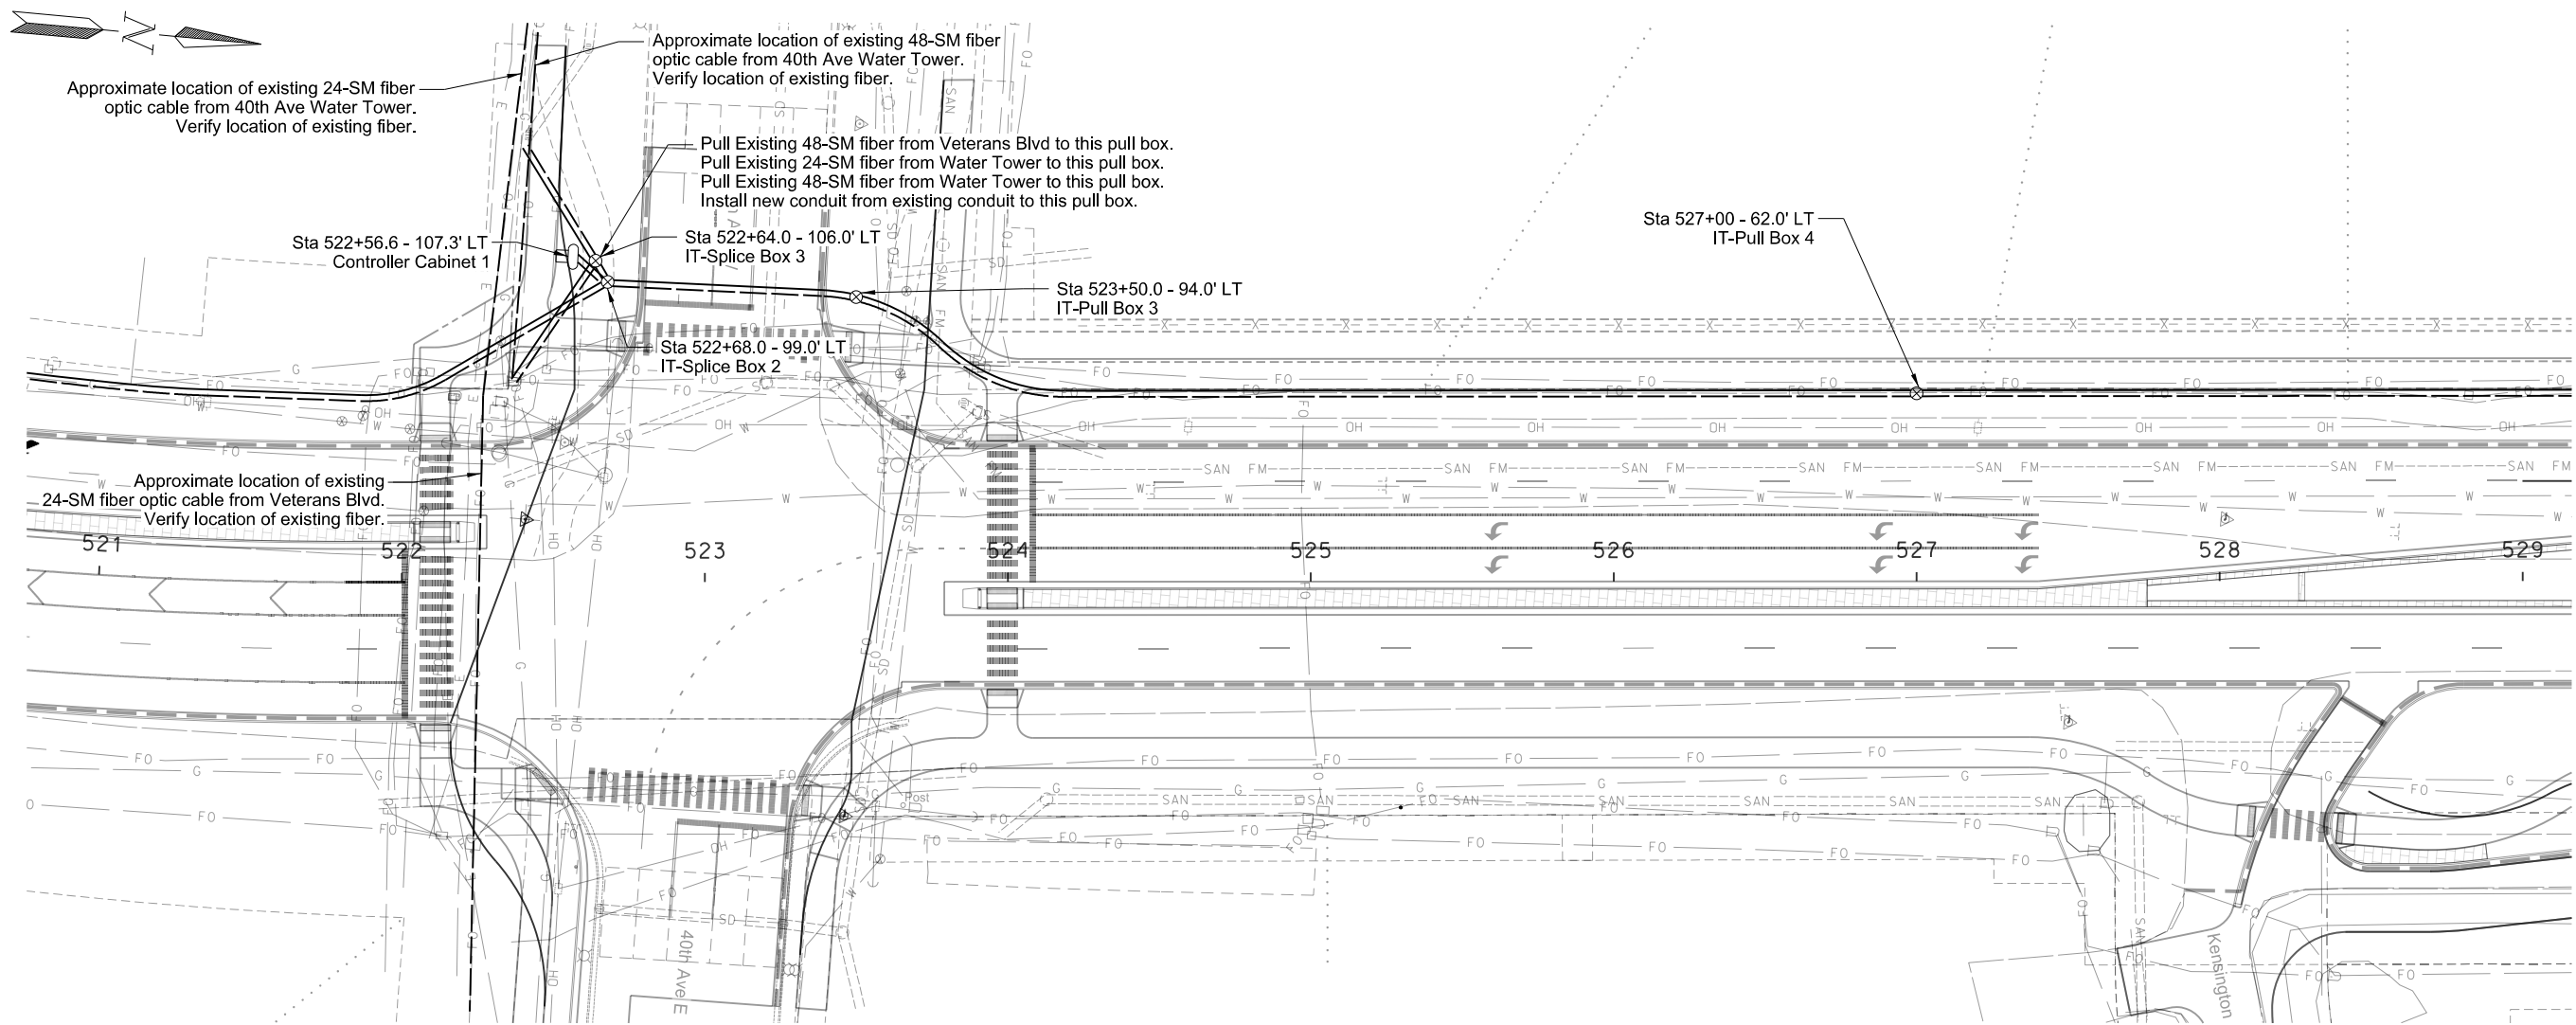 N
Approximate location of existing 48-SM fiber
optic cable from 40th Ave Water Tower.
Verify location of existing fiber.
Approximate location of existing 24-SM fiber
optic cable from 40th Ave Water Tower.
Verify location of existing fiber.
Pull Existing 48-SM fiber from Veterans Blvd to this pull box.
Pull Existing 24-SM fiber from Water Tower to this pull box.
Pull Existing 48-SM fiber from Water Tower to this pull box.
Install new conduit from existing conduit to this pull box.
Sta 522+56.6 - 107.3' LT
Controller Cabinet 1
Sta 522+64.0 - 106.0' LT
IT-Splice Box 3
Sta 527+00 - 62.0' LT
IT-Pull Box 4
Sta 523+50.0 - 94.0' LT
IT-Pull Box 3
Sta 522+68.0 - 99.0' LT
IT-Splice Box 2
Approximate location of existing
24-SM fiber optic cable from Veterans Blvd.
Verify location of existing fiber.
521
522
523
524
525
526
527
528
529
Post
40th Ave E
Kensington